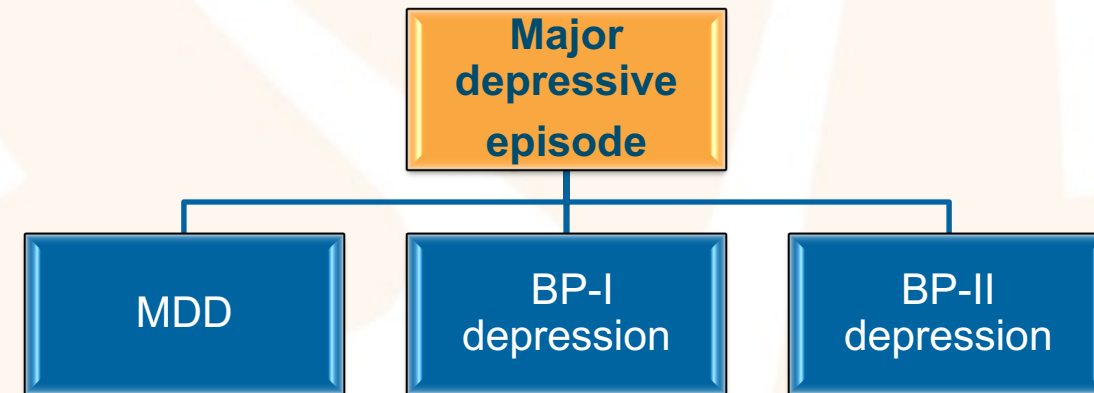 Major
depressive
episode
MDD
BP-I
depression
BP-II
depression